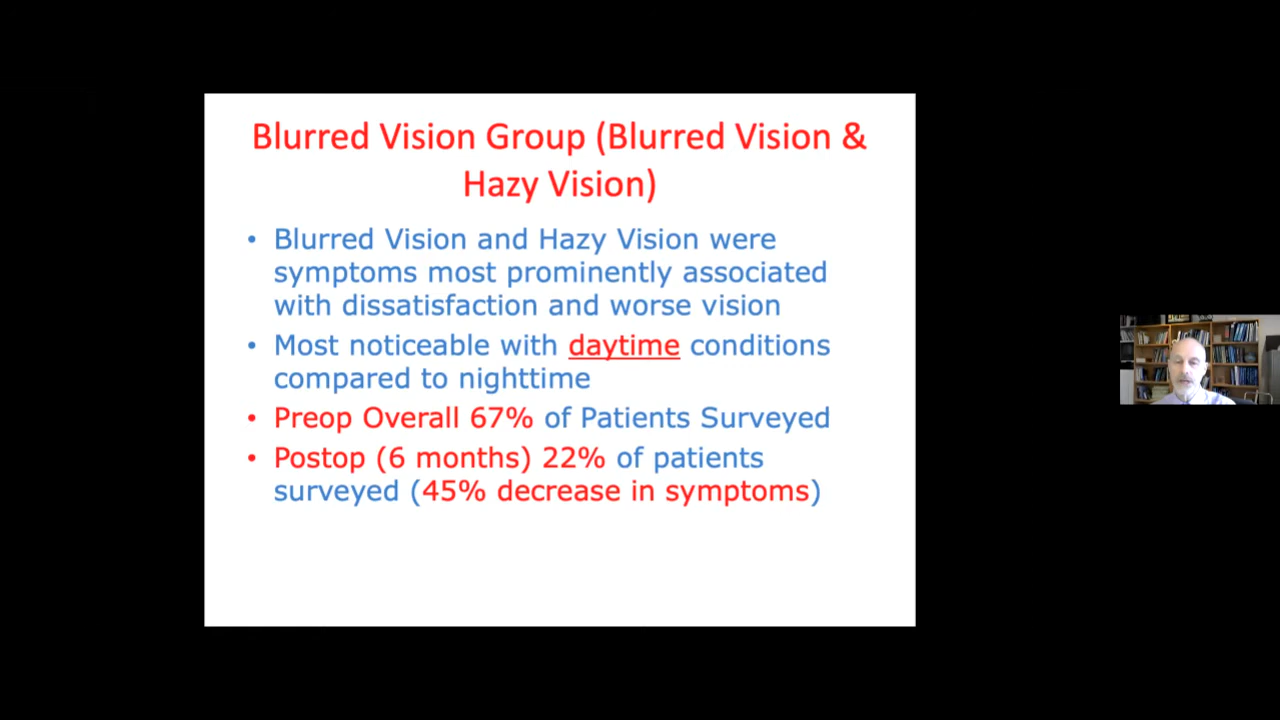 Blurred Vision Group (Blurred Vision &
Hazy Vision)
• Blurred Vision and Hazy Vision were
symptoms most prominently associated
with dissatisfaction and worse vision
• Most noticeable with daytime conditions
compared to nighttime
• Preop Overall 67% of Patients Surveyed
• Postop (6 months) 22% of patients
surveyed (45% decrease in symptoms)